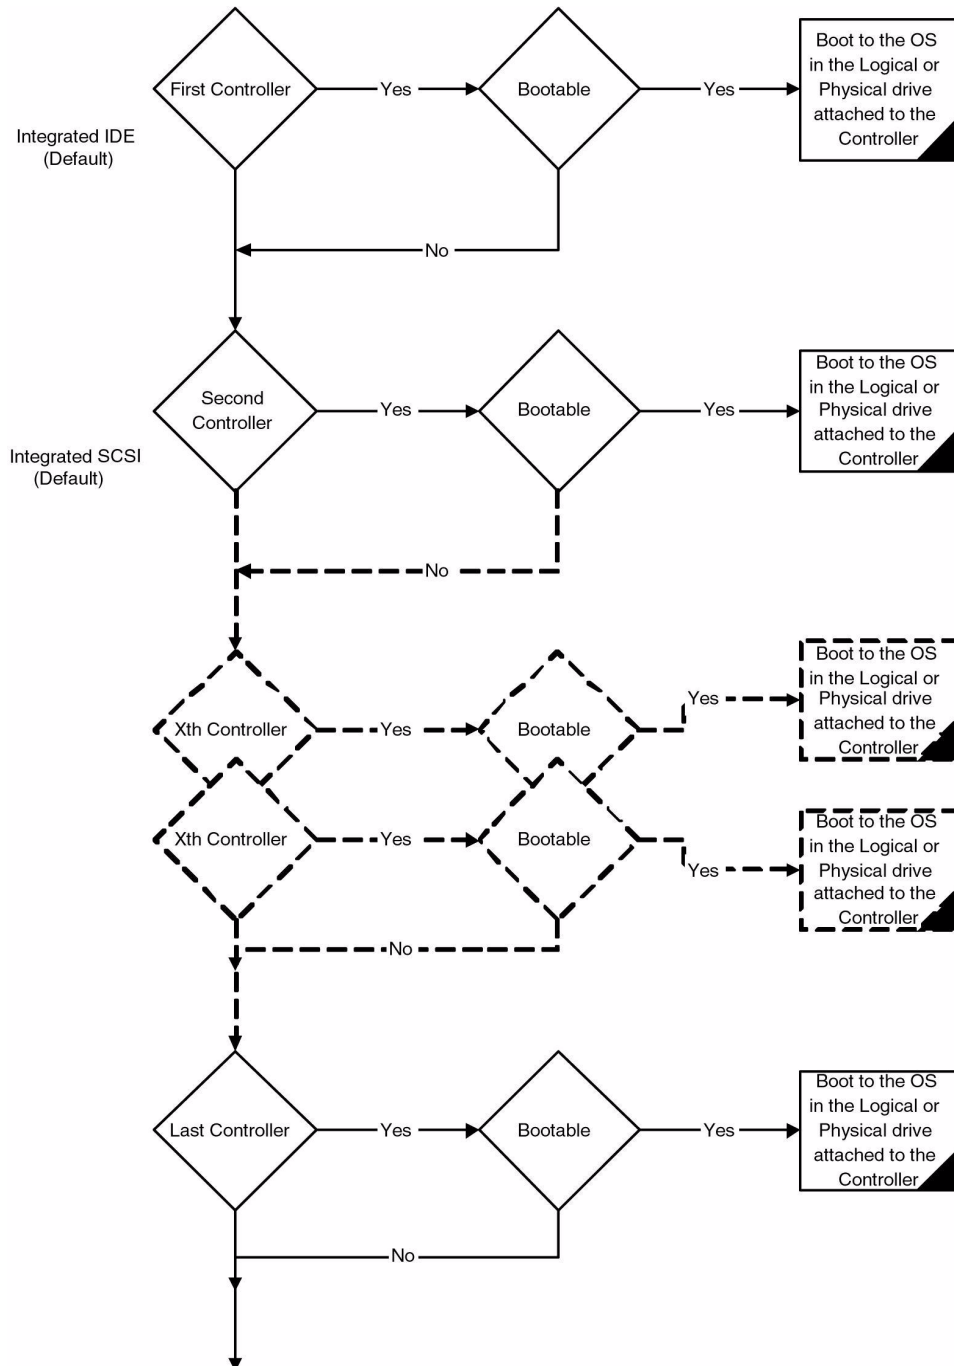 First Controller
Yes
Bootable
Yes
Boot to the OS
in the Logical or
Physical drive
attached to the
Controller
Integrated IDE
(Default)
No
Second
Controller
Yes
Bootable
Yes
Boot to the OS
in the Logical or
Physical drive
attached to the
Controller
Integrated SCSI
(Default)
No
Xth Controller
Yes
Bootable
Yes
Boot to the OS
in the Logical or
Physical drive
attached to the
Controller
Xth Controller
Yes
Bootable
Yes
Boot to the OS
in the Logical or
Physical drive
attached to the
Controller
No
Last Controller
Yes
Bootable
Yes
Boot to the OS
in the Logical or
Physical drive
attached to the
Controller
No